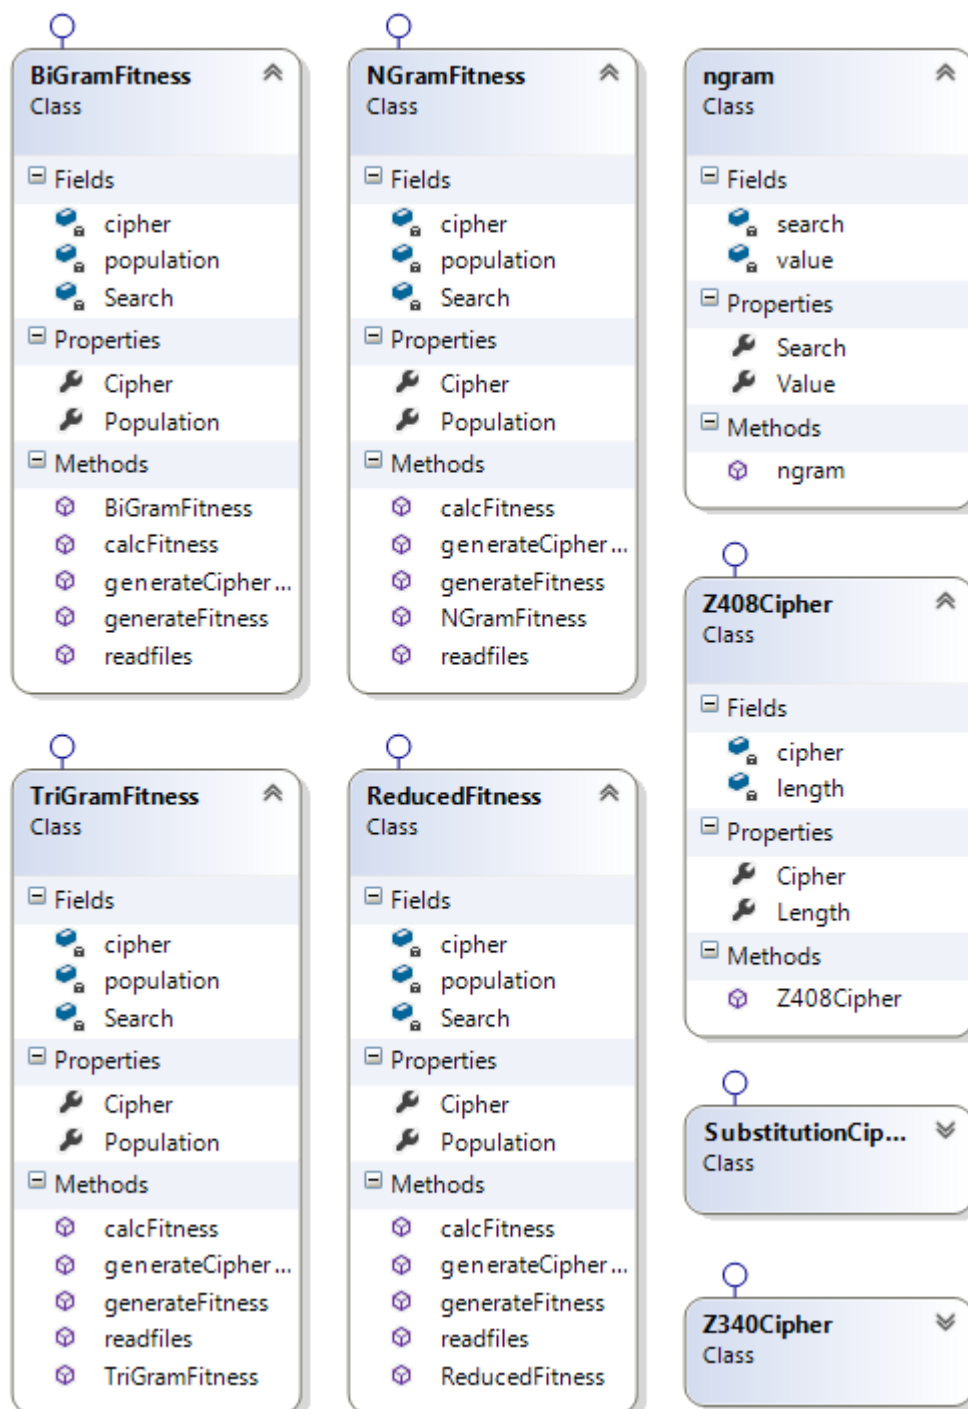 BiGramFitness
Class
Fields
cipher
population
Search
Properties
Cipher
Population
Methods
BiGramFitness
calcFitness
generateCipher...
generateFitness
readfiles
NGramFitness
Class
Fields
cipher
population
Search
Properties
Cipher
Population
Methods
calcFitness
generateCipher...
generateFitness
NGramFitness
readfiles
ngram
Class
Fields
search
value
Properties
Search
Value
Methods
ngram
Z408Cipher
Class
Fields
cipher
length
Properties
Cipher
Length
Methods
Z408Cipher
TriGramFitness
Class
Fields
cipher
population
Search
Properties
Cipher
Population
Methods
calcFitness
generateCipher...
generateFitness
readfiles
TriGramFitness
ReducedFitness
Class
Fields
cipher
population
Search
Properties
Cipher
Population
Methods
calcFitness
generateCipher...
generateFitness
readfiles
ReducedFitness
SubstitutionCip...
Class
Z340Cipher
Class